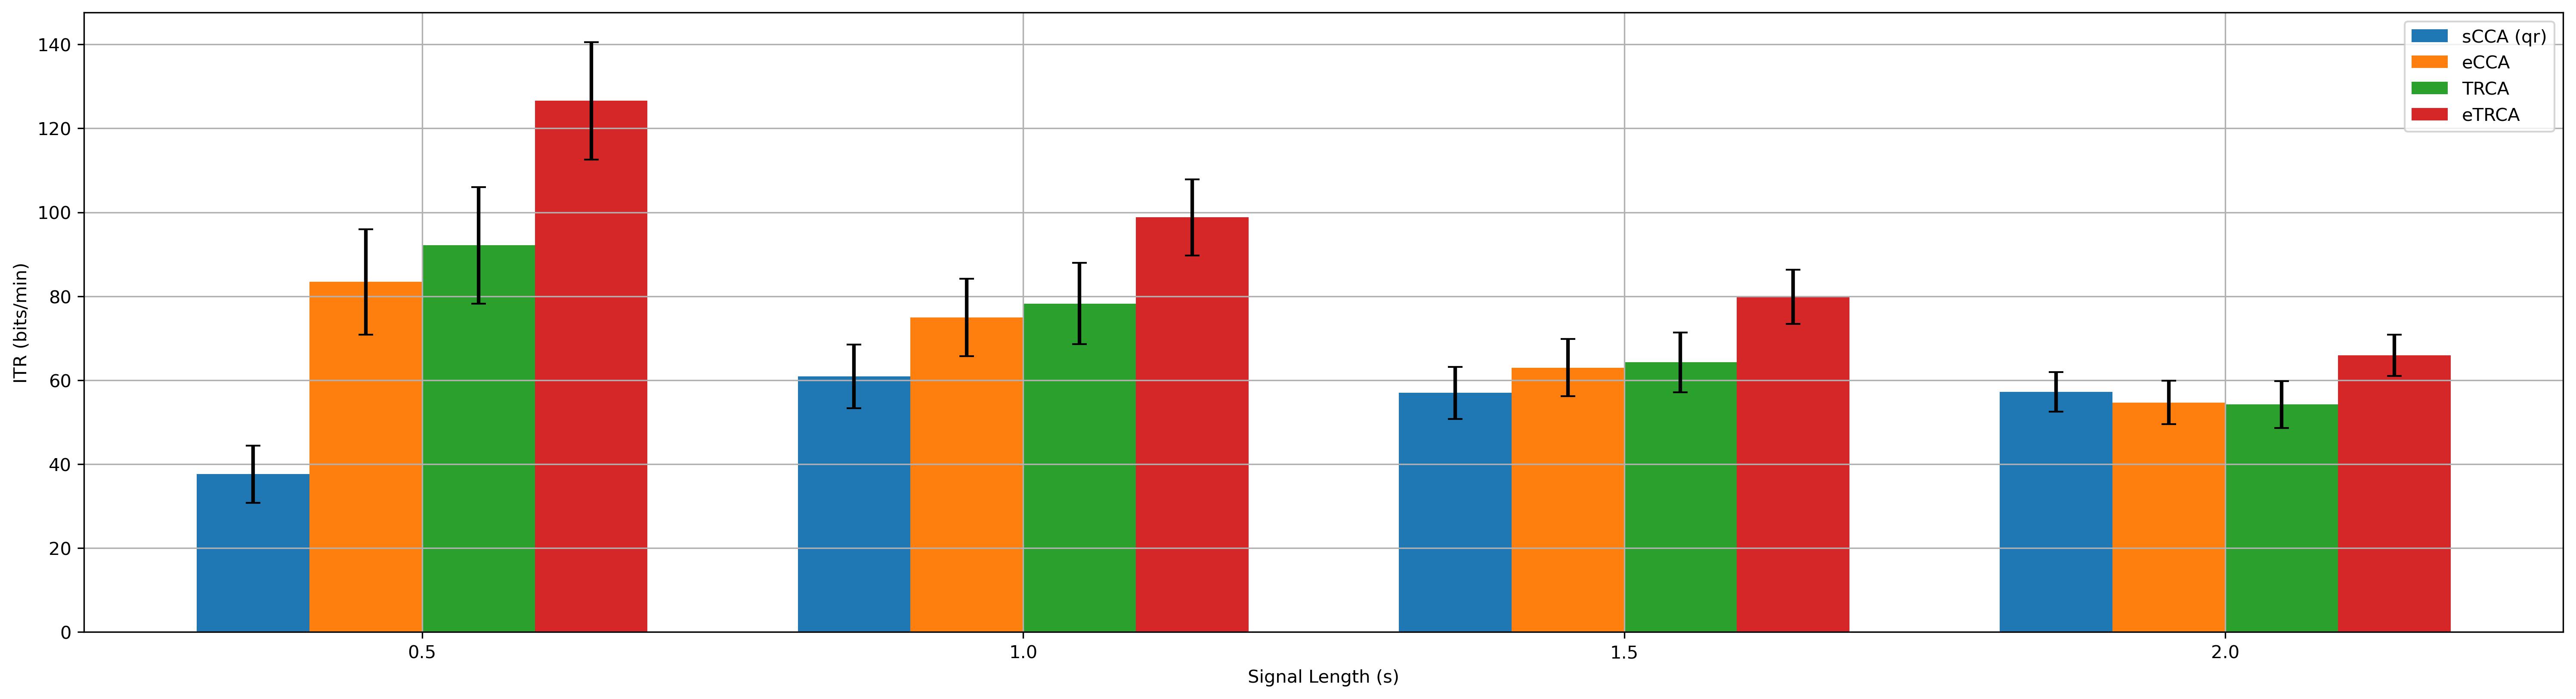 140
120
100
80
60
40
20
0
ITR (bits/min)
sCCA (qr)
eCCA
TRCA
eTRCA
0.5 1.0 1.5 2.0
Signal Length (s)